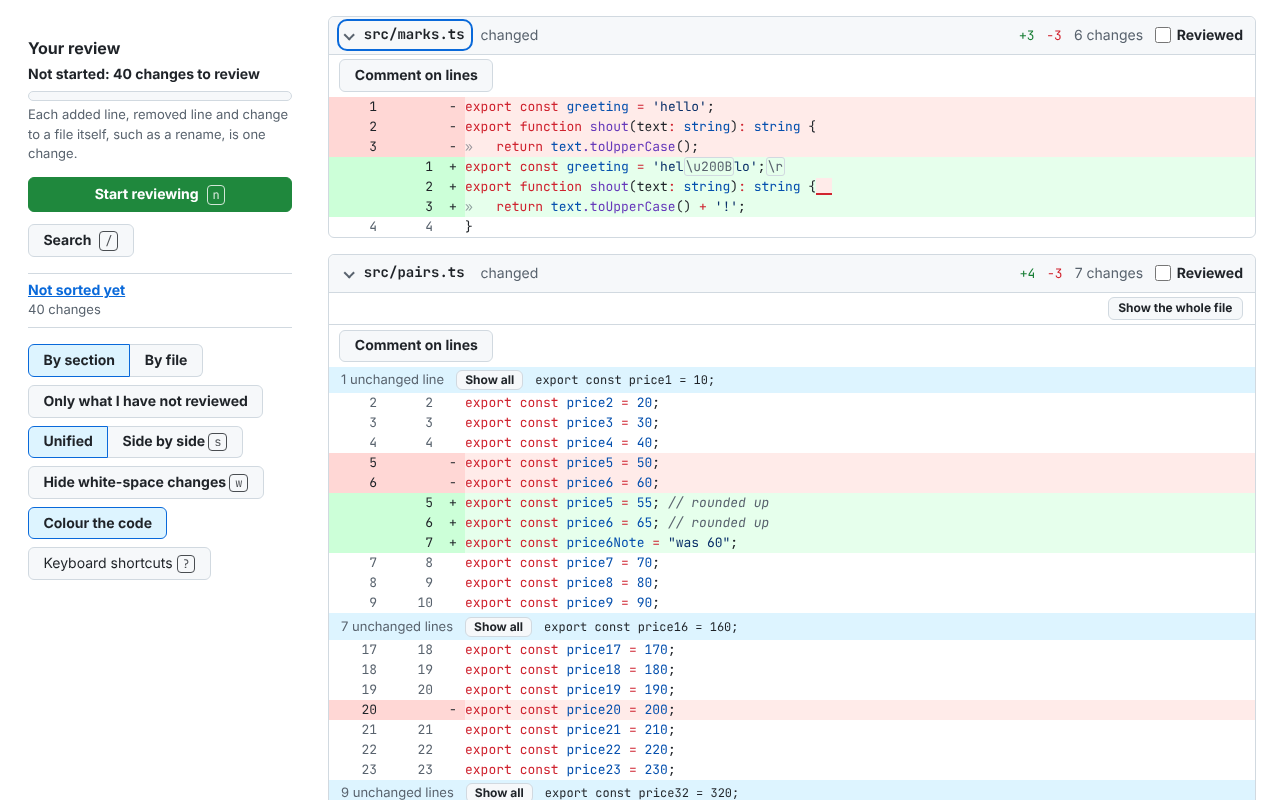 Your review
Not started: 40 changes to review
Each added line, removed line and change
to a file itself, such as a rename, is one
change.
Start reviewing n
Search /
Not sorted yet
40 changes
By section By file
Only what I have not reviewed
Unified Side by side s
Hide white-space changes w
Colour the code
Keyboard shortcuts ?
src/marks.ts changed +3 -3 6 changes Reviewed
Comment on lines
1 - export const greeting = 'hello';
2 - export function shout(text: string): string {
3 - » return text.toUpperCase();
1 + export const greeting = 'hel\u200Blo';\r
2 + export function shout(text: string): string {
3 + » return text.toUpperCase() + '!';
4 4 }
src/pairs.ts changed +4 -3 7 changes Reviewed
Show the whole file
Comment on lines
1 unchanged line Show all export const price1 = 10;
2 2 export const price2 = 20;
3 3 export const price3 = 30;
4 4 export const price4 = 40;
5 - export const price5 = 50;
6 - export const price6 = 60;
5 + export const price5 = 55; // rounded up
6 + export const price6 = 65; // rounded up
7 + export const price6Note = "was 60";
7 8 export const price7 = 70;
8 9 export const price8 = 80;
9 10 export const price9 = 90;
7 unchanged lines Show all export const price16 = 160;
17 18 export const price17 = 170;
18 19 export const price18 = 180;
19 20 export const price19 = 190;
20 - export const price20 = 200;
21 21 export const price21 = 210;
22 22 export const price22 = 220;
23 23 export const price23 = 230;
9 unchanged lines Show all export const price32 = 320;